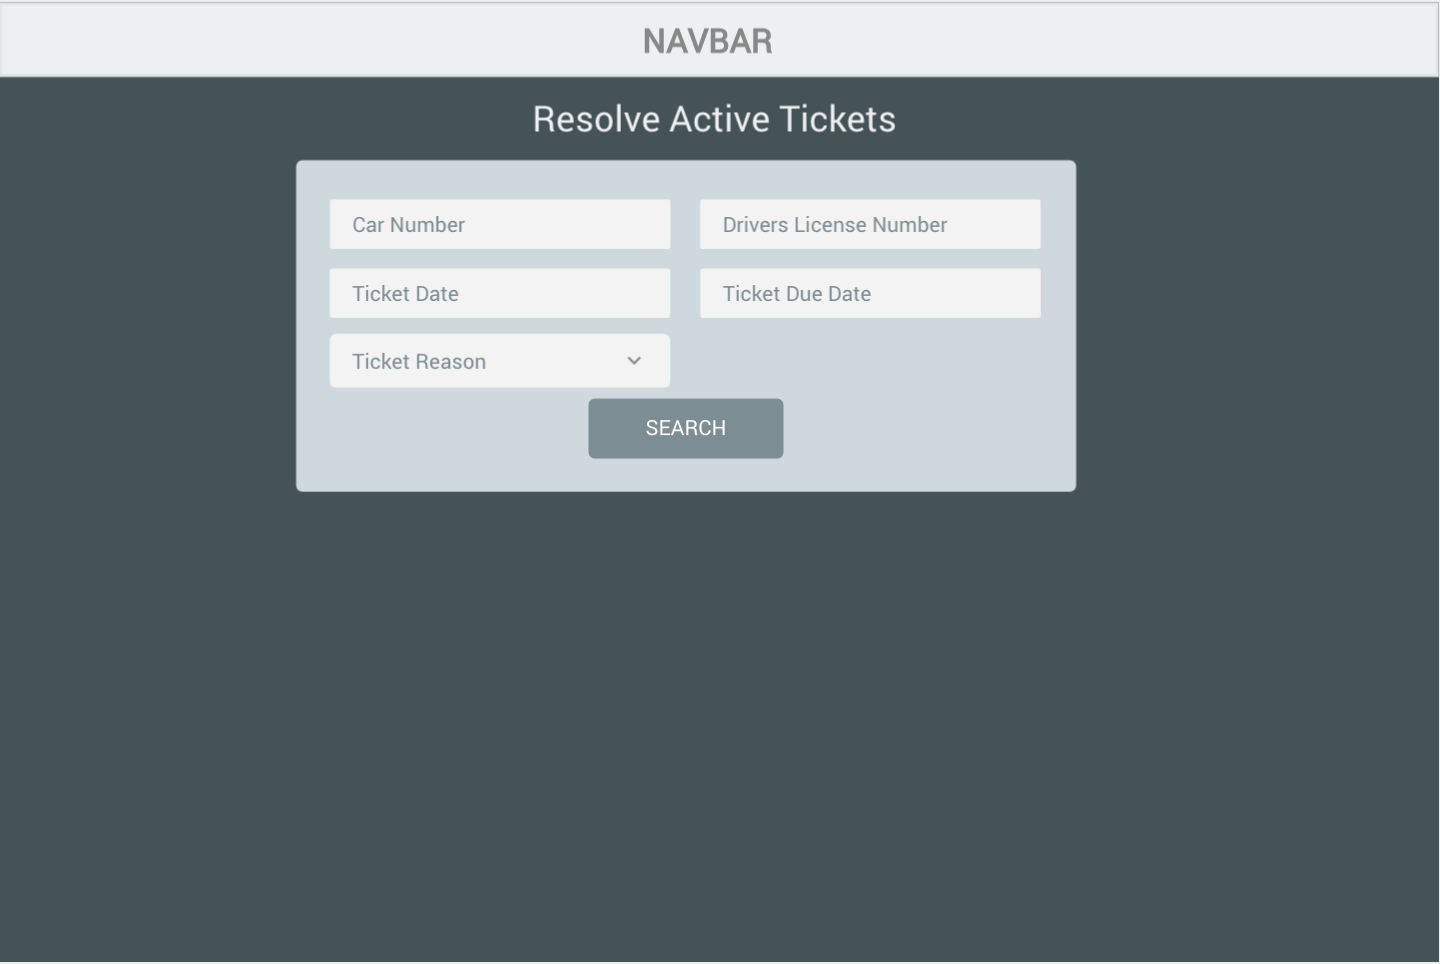 NAVBAR
Resolve Active Tickets
Car Number
Drivers License Number
Ticket Date
Ticket Due Date
Ticket Reason
SEARCH